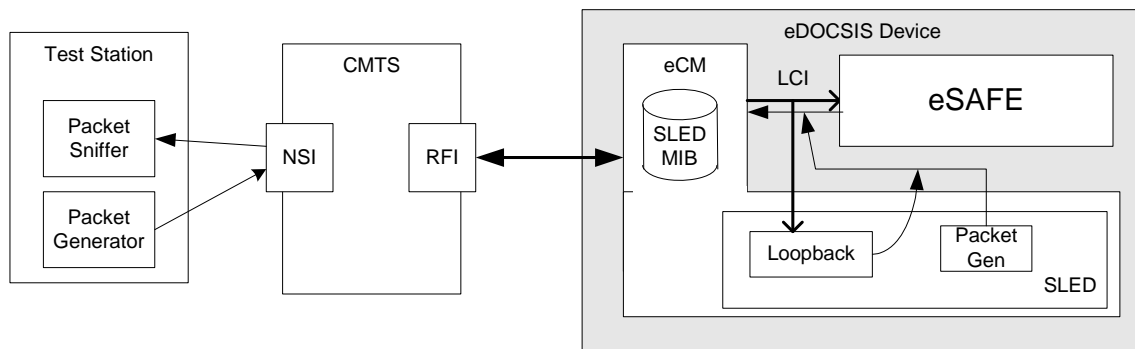 Test Station
Packet
Sniffer
Packet
Generator
CMTS
NSI
RFI
eDOCSIS Device
eCM
SLED
MIB
LCI
eSAFE
Loopback
Packet
Gen
SLED